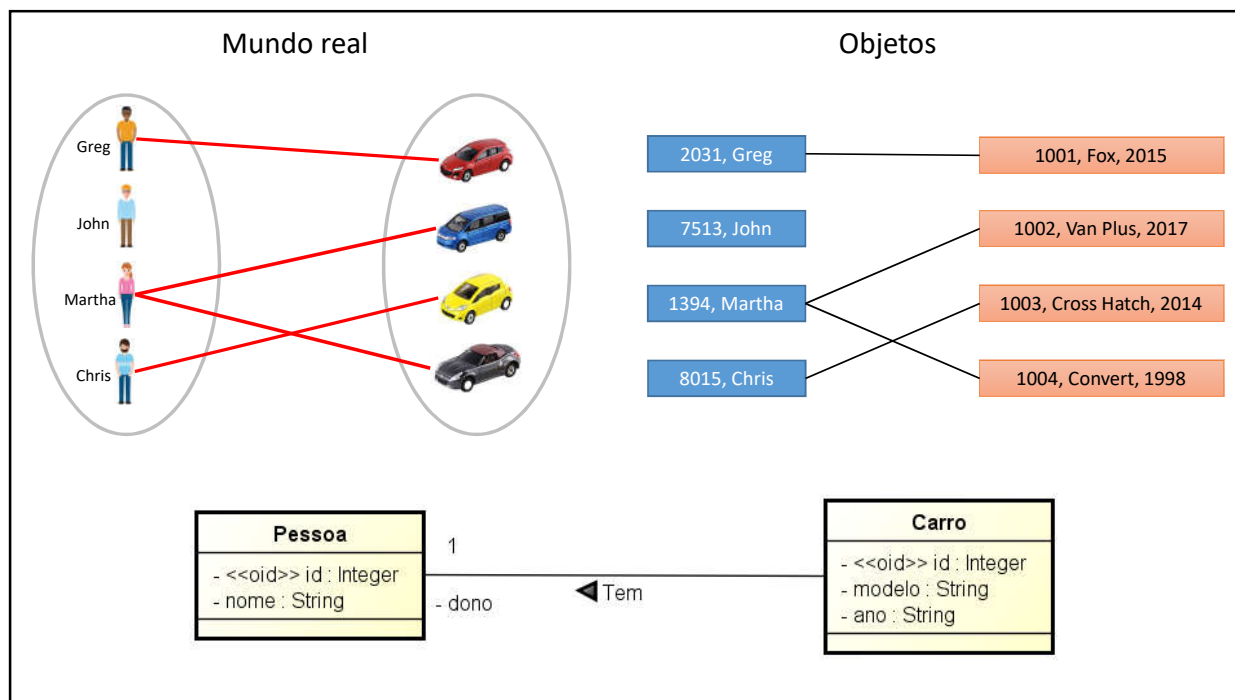 Mundo real
Objetos
Greg
John
Martha
Chris
2031, Greg
1001, Fox, 2015
7513, John
1002, Van Plus, 2017
1394, Martha
1003, Cross Hatch, 2014
8015, Chris
1004, Convert, 1998
Pessoa
- <<oid>> id : Integer
- nome : String
1
- dono
Tem
Carro
- <<oid>> id : Integer
- modelo : String
- ano : String